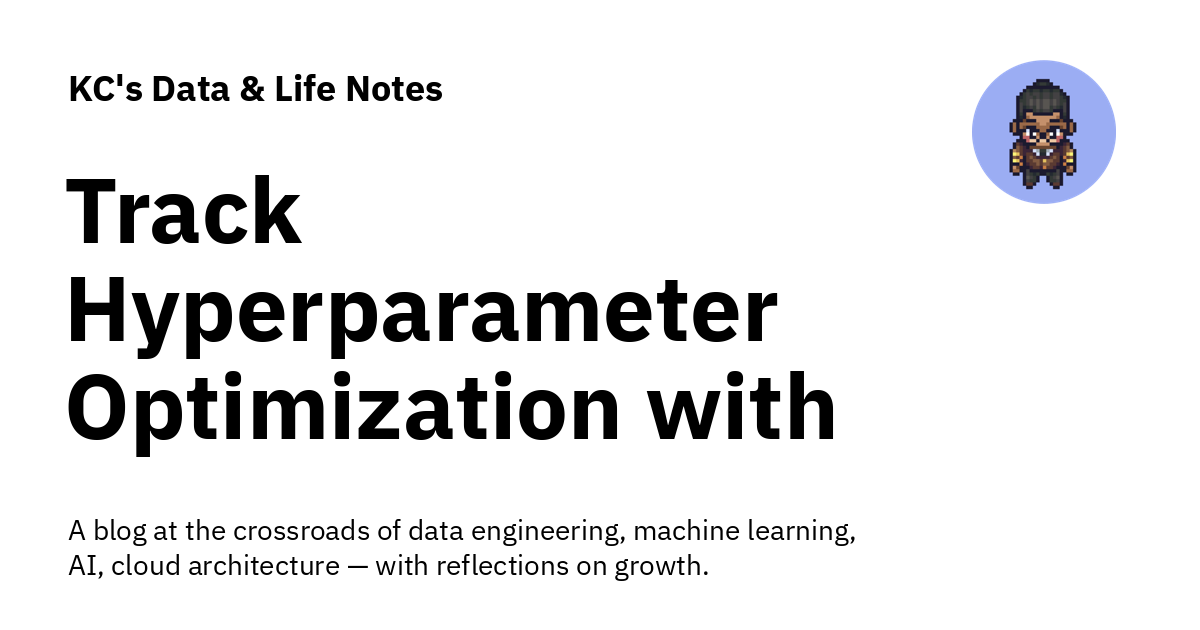 KC's Data & Life Notes
Track
Hyperparameter
Optimization with
A blog at the crossroads of data engineering, machine learning,
AI, cloud architecture — with reflections on growth.